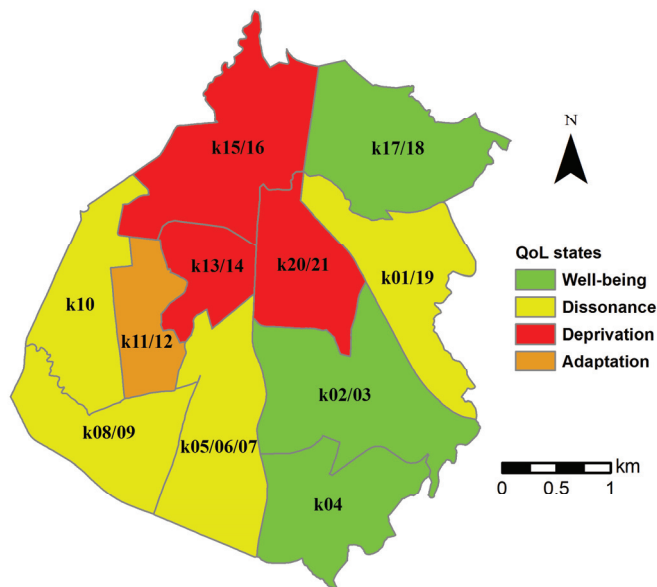 k15/16
k17/18
N
k13/14
k20/21
k01/19
k10
k11/12
k02/03
k08/09
k05/06/07
k04
QoL states
Well-being
Dissonance
Deprivation
Adaptation
km
0 0.5 1